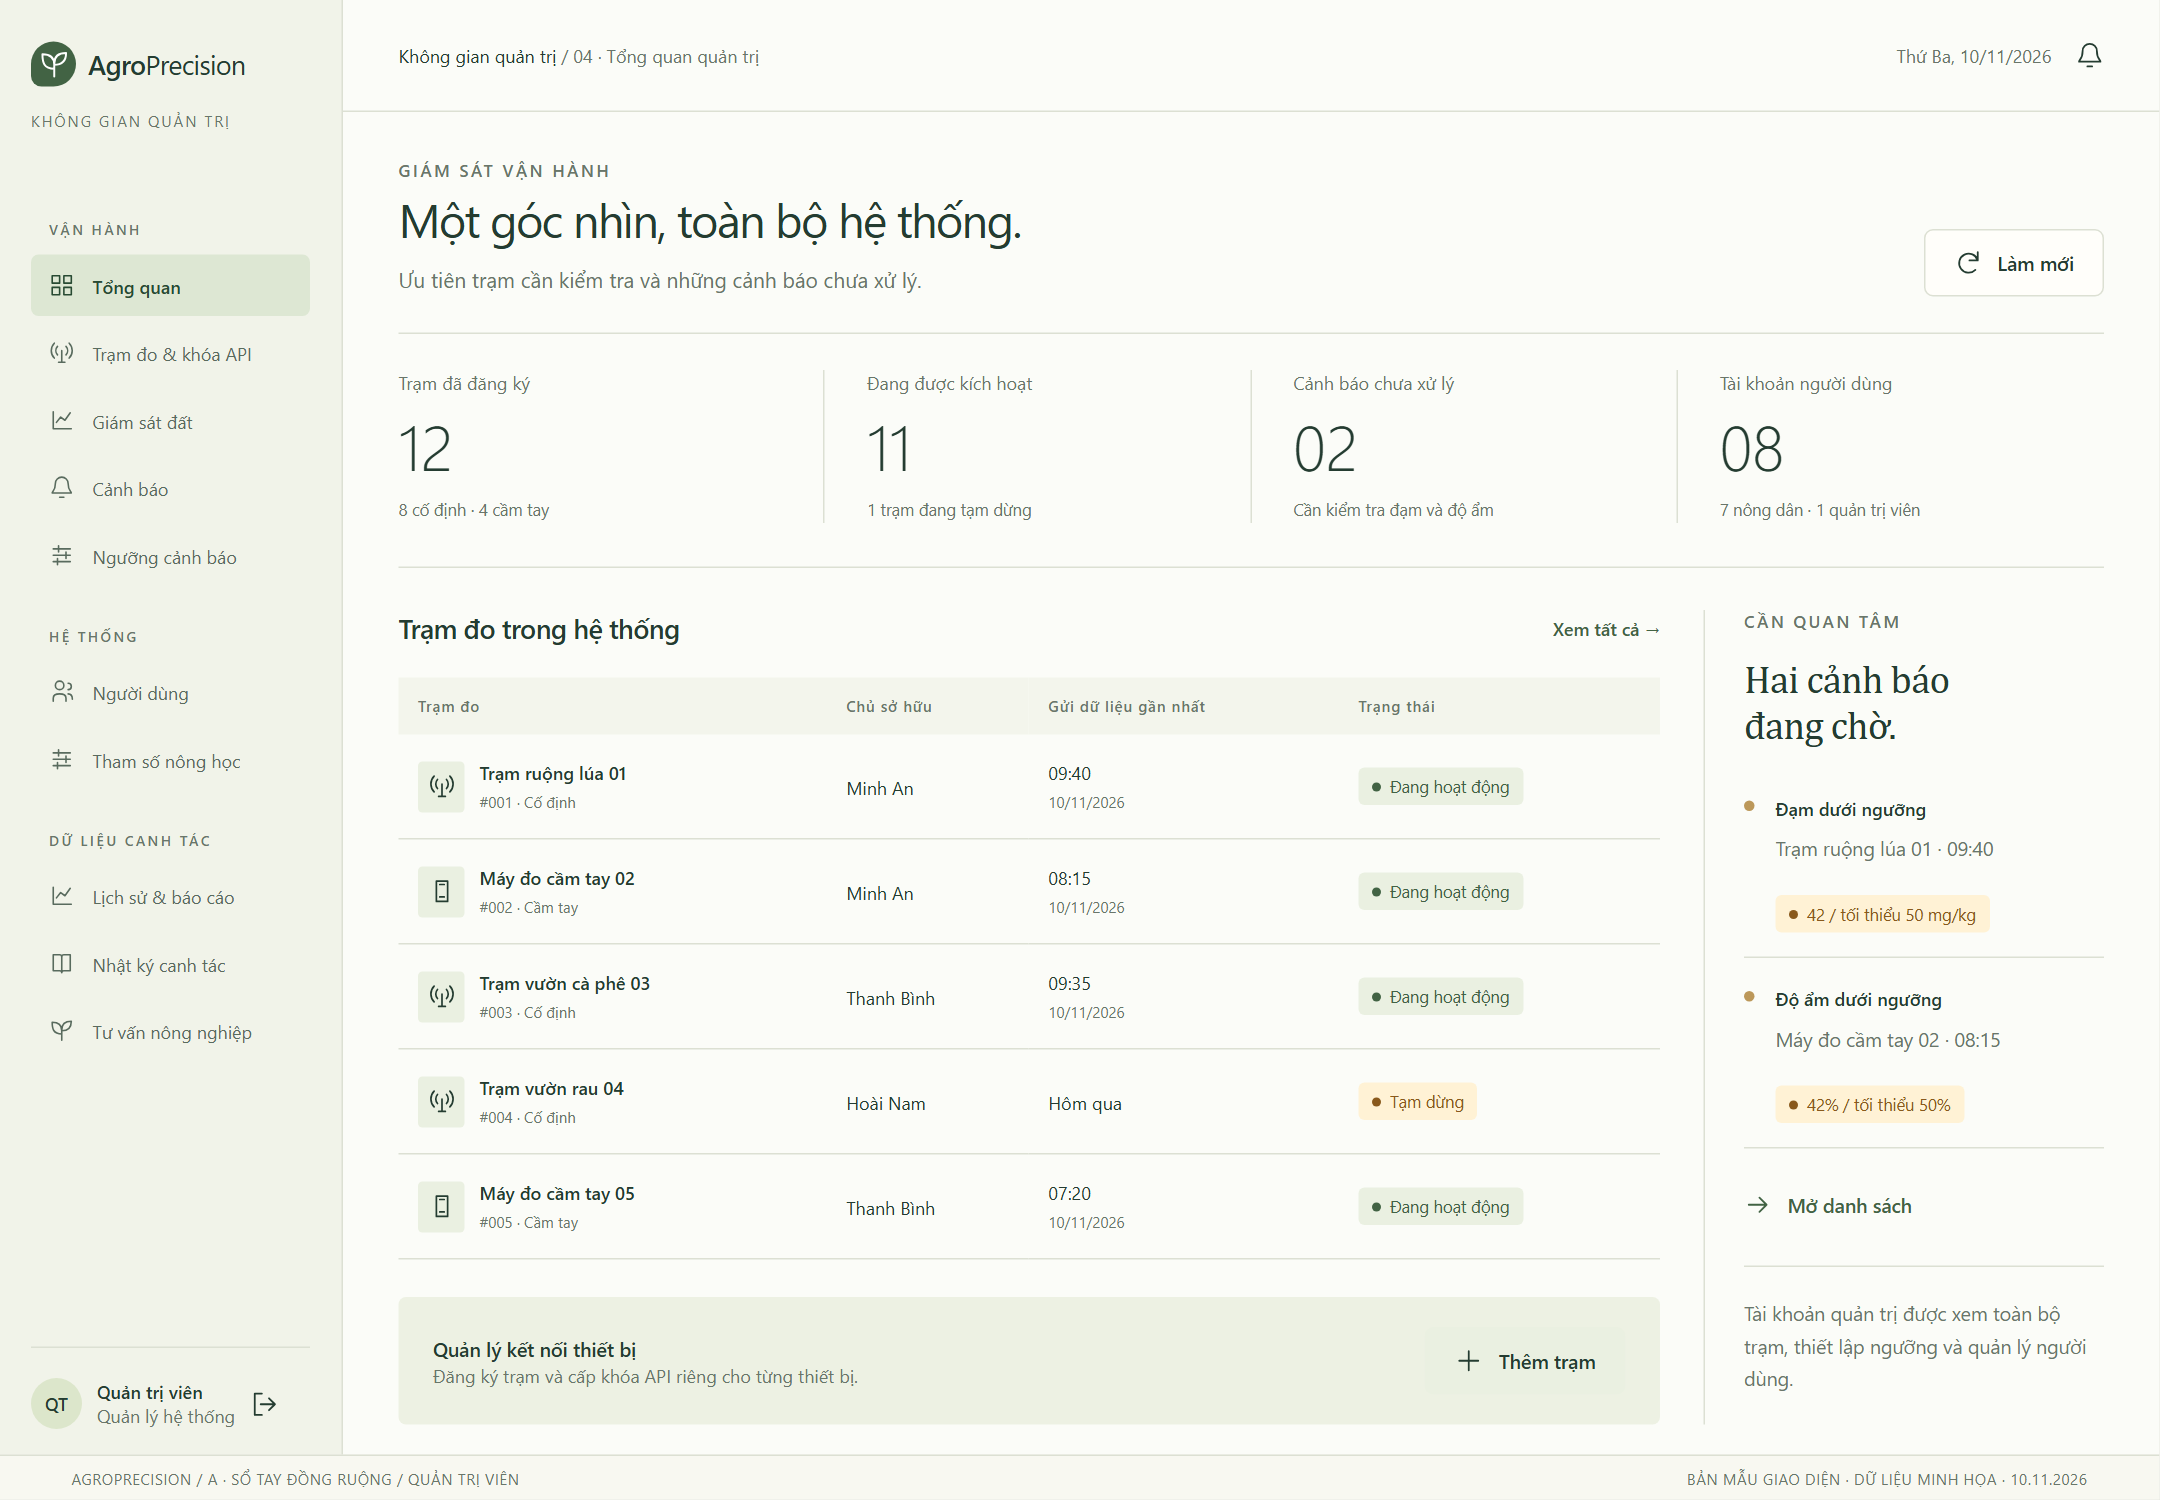 AgroPrecision
KHÔNG GIAN QUẢN TRỊ
VẬN HÀNH
Tổng quan
Trạm đo & khóa API
Giám sát đất
Cảnh báo
Ngưỡng cảnh báo
HỆ THỐNG
Người dùng
Tham số nông học
DỮ LIỆU CANH TÁC
Lịch sử & báo cáo
Nhật ký canh tác
Tư vấn nông nghiệp
QT
Quản trị viên
Quản lý hệ thống
Không gian quản trị / 04 · Tổng quan quản trị
Thứ Ba, 10/11/2026
GIÁM SÁT VẬN HÀNH
Một góc nhìn, toàn bộ hệ thống.
Ưu tiên trạm cần kiểm tra và những cảnh báo chưa xử lý.
Làm mới
Trạm đã đăng ký
12
8 cố định · 4 cầm tay
Đang được kích hoạt
11
1 trạm đang tạm dừng
Cảnh báo chưa xử lý
02
Cần kiểm tra đạm và độ ẩm
Tài khoản người dùng
08
7 nông dân · 1 quản trị viên
Trạm đo trong hệ thống
Xem tất cả →
Trạm đo Chủ sở hữu Gửi dữ liệu gần nhất Trạng thái
Trạm ruộng lúa 01
#001 · Cố định
Minh An
09:40
10/11/2026
Đang hoạt động
Máy đo cầm tay 02
#002 · Cầm tay
Minh An
08:15
10/11/2026
Đang hoạt động
Trạm vườn cà phê 03
#003 · Cố định
Thanh Bình
09:35
10/11/2026
Đang hoạt động
Trạm vườn rau 04
#004 · Cố định
Hoài Nam
Hôm qua
Tạm dừng
Máy đo cầm tay 05
#005 · Cầm tay
Thanh Bình
07:20
10/11/2026
Đang hoạt động
Quản lý kết nối thiết bị
Đăng ký trạm và cấp khóa API riêng cho từng thiết bị.
Thêm trạm
CẦN QUAN TÂM
Hai cảnh báo
đang chờ.
Đạm dưới ngưỡng
Trạm ruộng lúa 01 · 09:40
42 / tối thiểu 50 mg/kg
Độ ẩm dưới ngưỡng
Máy đo cầm tay 02 · 08:15
42% / tối thiểu 50%
Mở danh sách
Tài khoản quản trị được xem toàn bộ
trạm, thiết lập ngưỡng và quản lý người
dùng.
AGROPRECISION / A · SỔ TAY ĐỒNG RUỘNG / QUẢN TRỊ VIÊN
BẢN MẪU GIAO DIỆN · DỮ LIỆU MINH HỌA · 10.11.2026